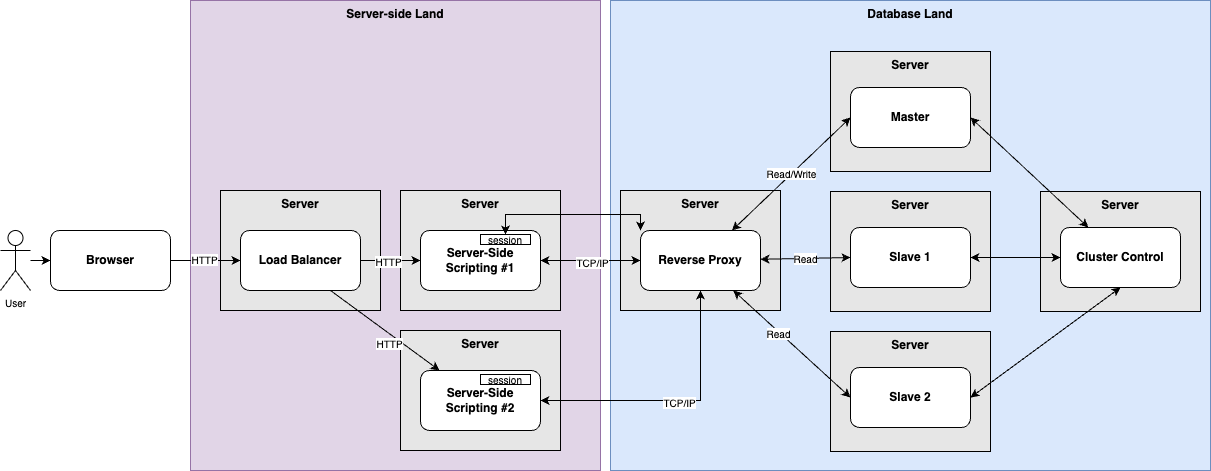 Server-side Land
Database Land
Server
Master
Read/Write
Server
Server
Server
Server
Server
session
Browser
HTTP
Load Balancer
HTTP
Server-Side
Scripting #1
TCP/IP
Reverse Proxy
Read
Slave 1
Cluster Control
User
HTTP
Server
Read
Server
session
Server-Side
Scripting #2
TCP/IP
Slave 2